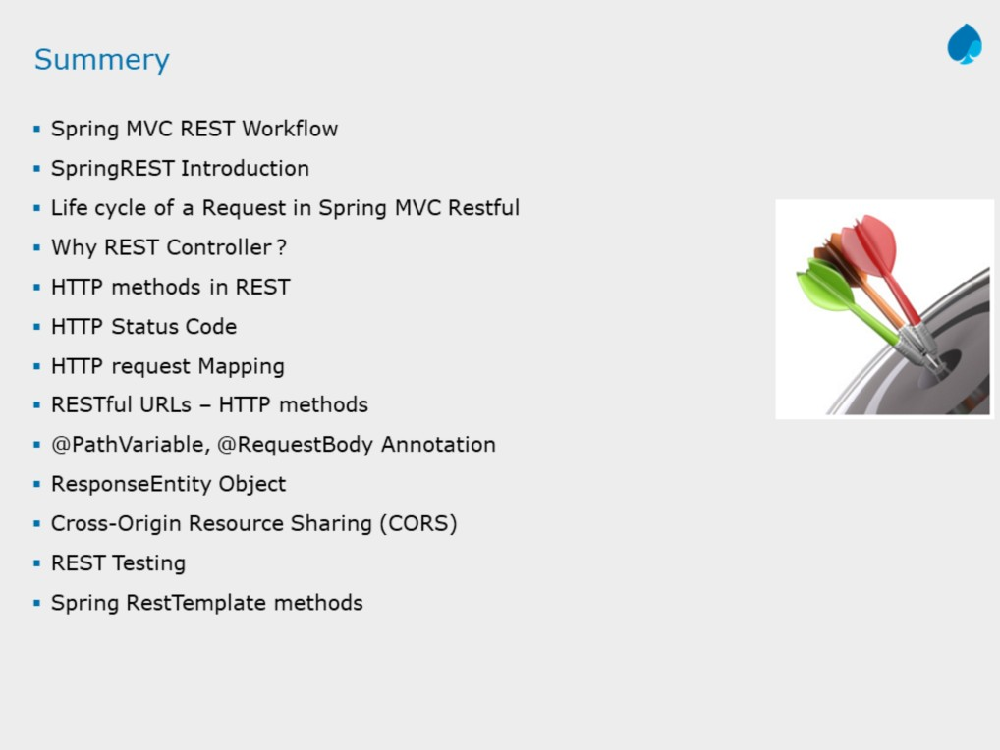 Summery
Spring MVC REST Workflow
SpringREST Introduction
Life cycle of a Request in Spring MVC Restful
Why REST Controller ?
HTTP methods in REST
HTTP Status Code
HTTP request Mapping
RESTful URLs – HTTP methods
@PathVariable, @RequestBody Annotation
ResponseEntity Object
Cross-Origin Resource Sharing (CORS)
REST Testing
Spring RestTemplate methods